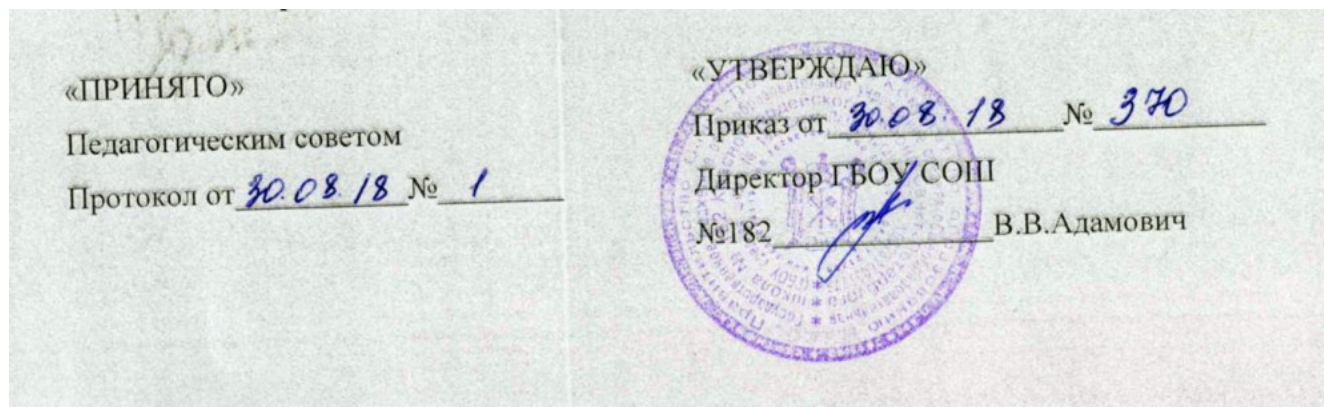 «ПРИНЯТО»
Педагогическим советом
Протокол от 30.08.18 № 1
«УТВЕРЖДАЮ»
Приказ от 30.08.18 № 370
Директор ГБОУ СОШ
№182 В.В.Адамович